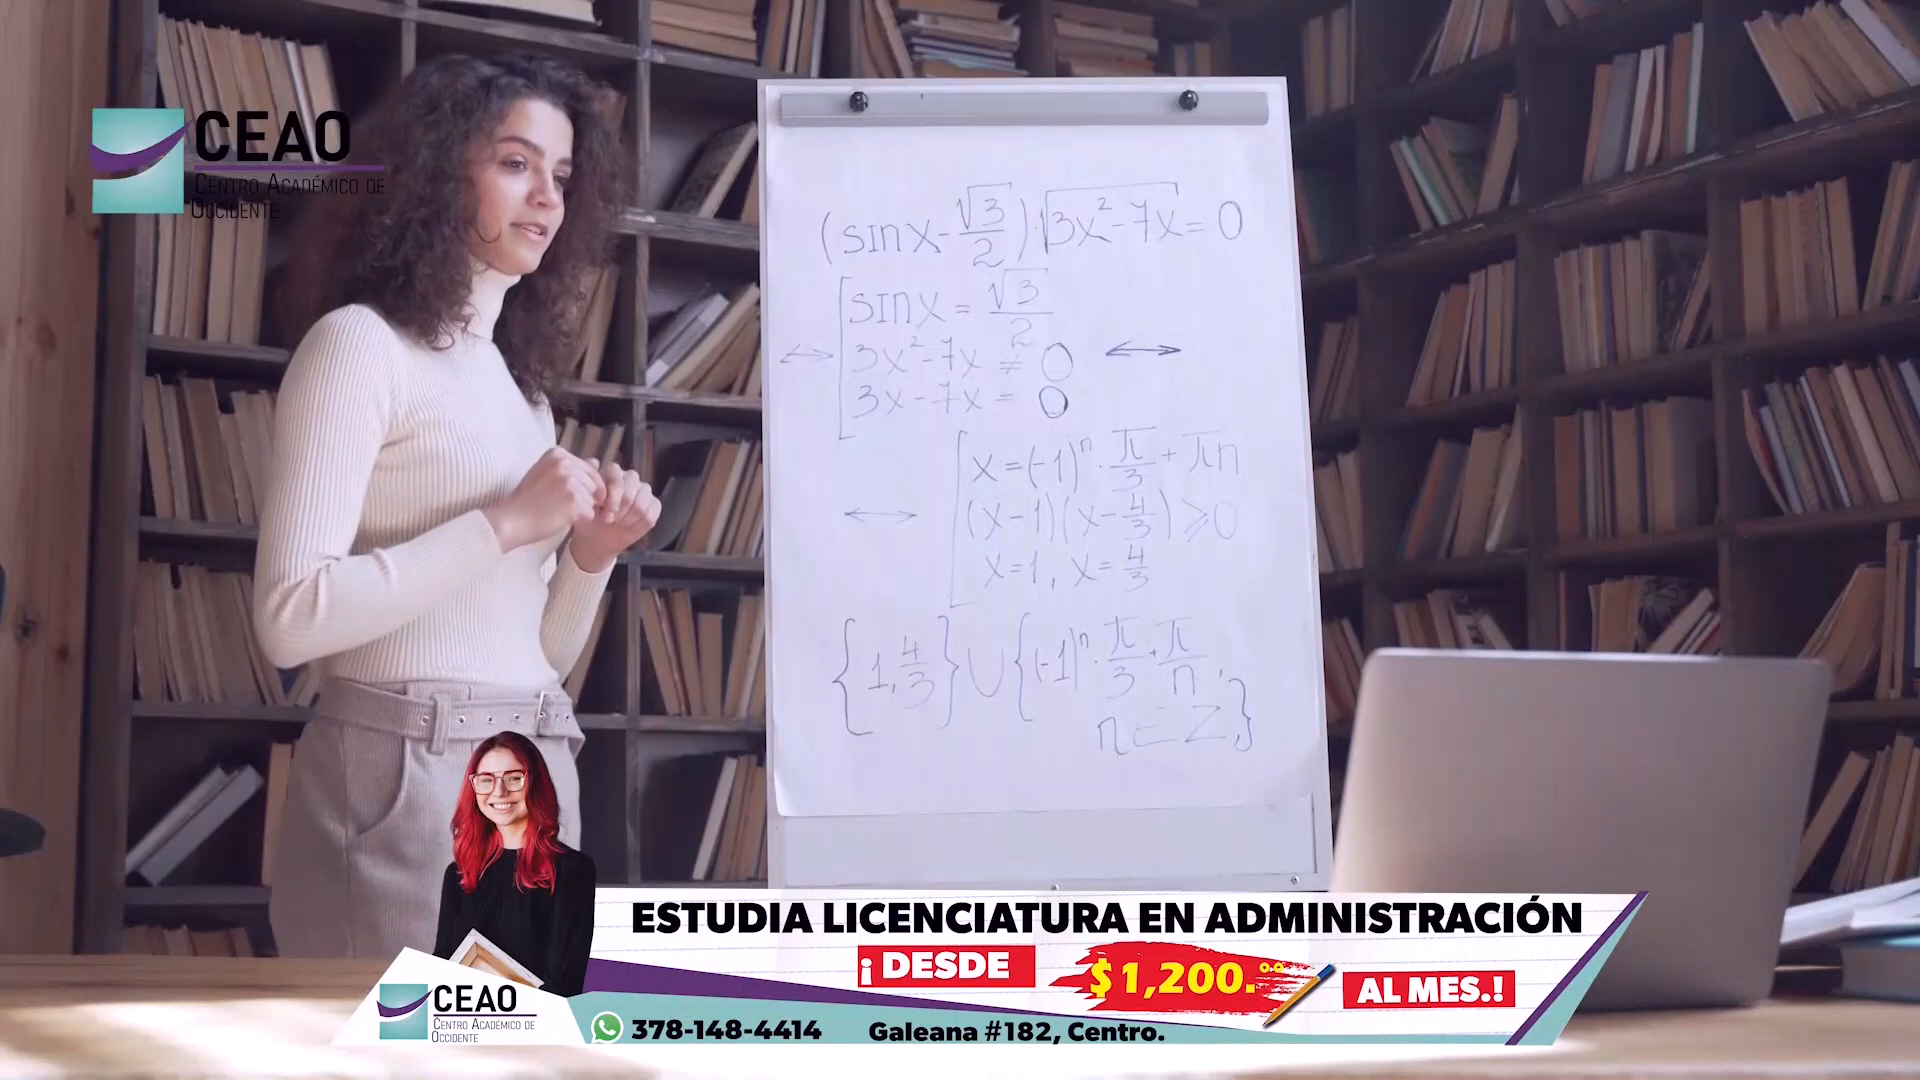 CEAO
CENTRO ACADÉMICO DE
OCCIDENTE
(sinx-√3/2)·√3x²-7x=0
sinx=√3/2
↔ 3x²-7x≠0 ↔
3x-7x=0
x=(-1)ⁿ·π/3+πn
↔ (x-1)(x-4/3)⩾0
x=1, x=4/3
{1,4/3}∪{(-1)ⁿ·π/3+π/n,
n∈Z,}
ESTUDIA LICENCIATURA EN ADMINISTRACIÓN
¡DESDE $1,200.⁰⁰ AL MES.!
CEAO
CENTRO ACADÉMICO DE
OCCIDENTE
378-148-4414 Galeana #182, Centro.